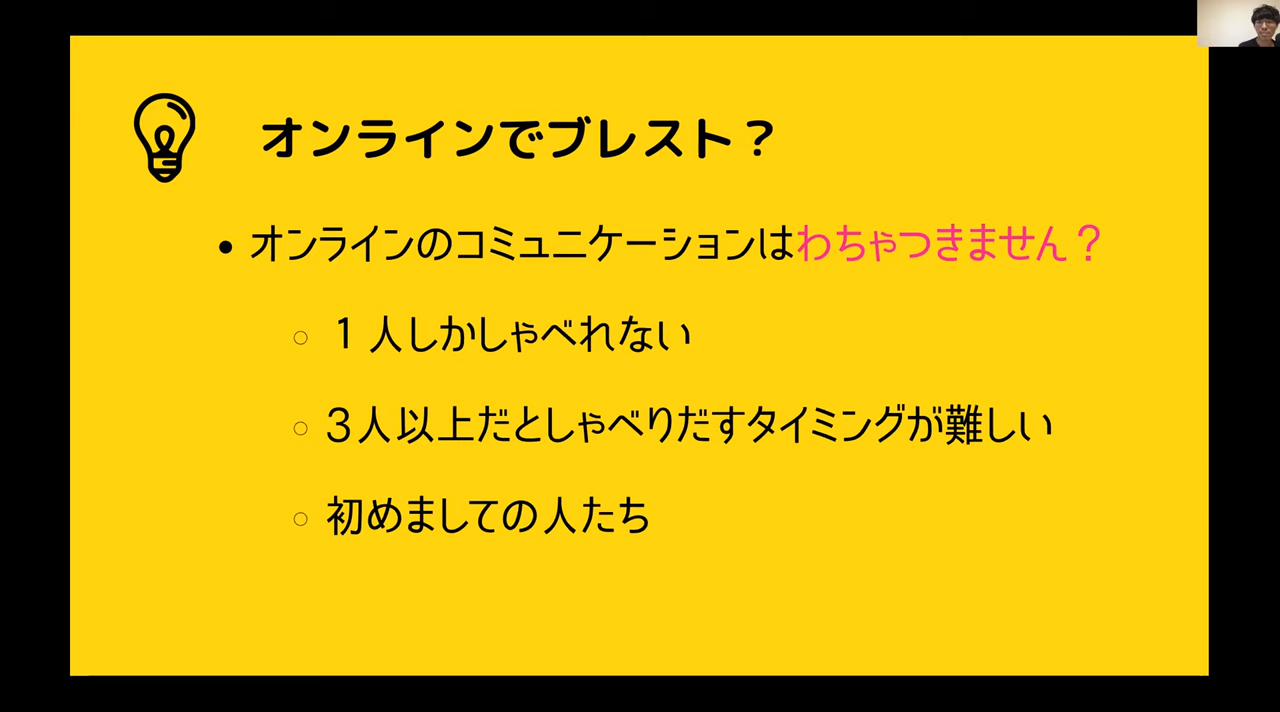 オンラインでブレスト？
• オンラインのコミュニケーションはわちゃつきません？
○ １人しかしゃべれない
○ ３人以上だとしゃべりだすタイミングが難しい
○ 初めましての人たち